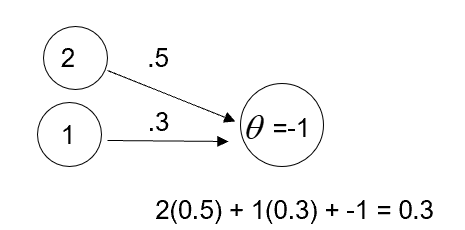 2
.5
1
.3
θ =-1
2(0.5) + 1(0.3) + -1 = 0.3